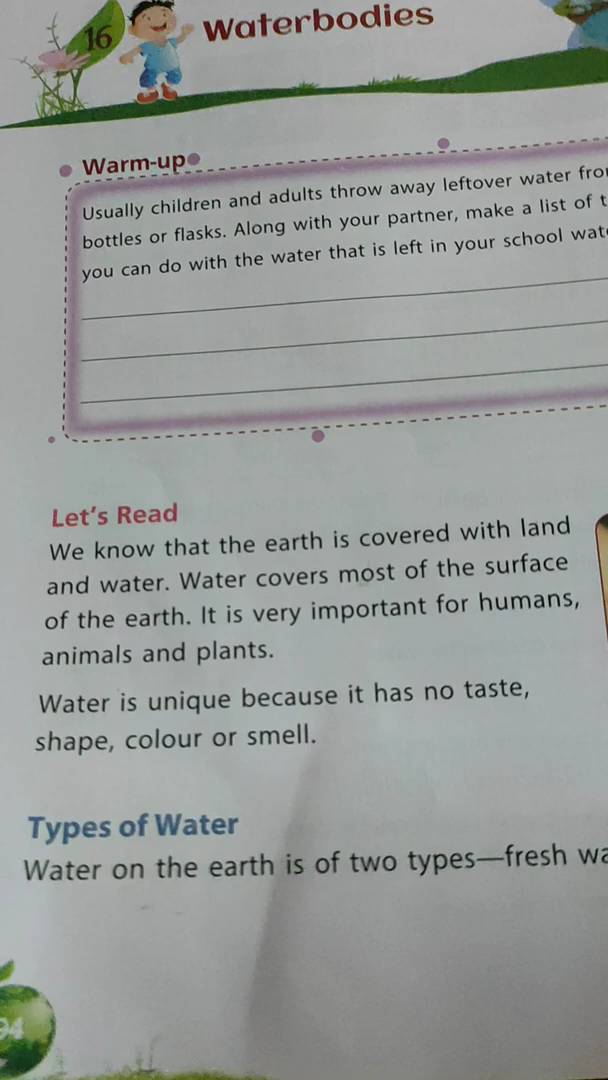 16
Waterbodies
Warm-up
Usually children and adults throw away leftover water
bottles or flasks. Along with your partner, make a list of
you can do with the water that is left in your school
Let's Read
We know that the earth is covered with land
and water. Water covers most of the surface
of the earth. It is very important for humans,
animals and plants.
Water is unique because it has no taste,
shape, colour or smell.
Types of Water
Water on the earth is of two types—fresh
94